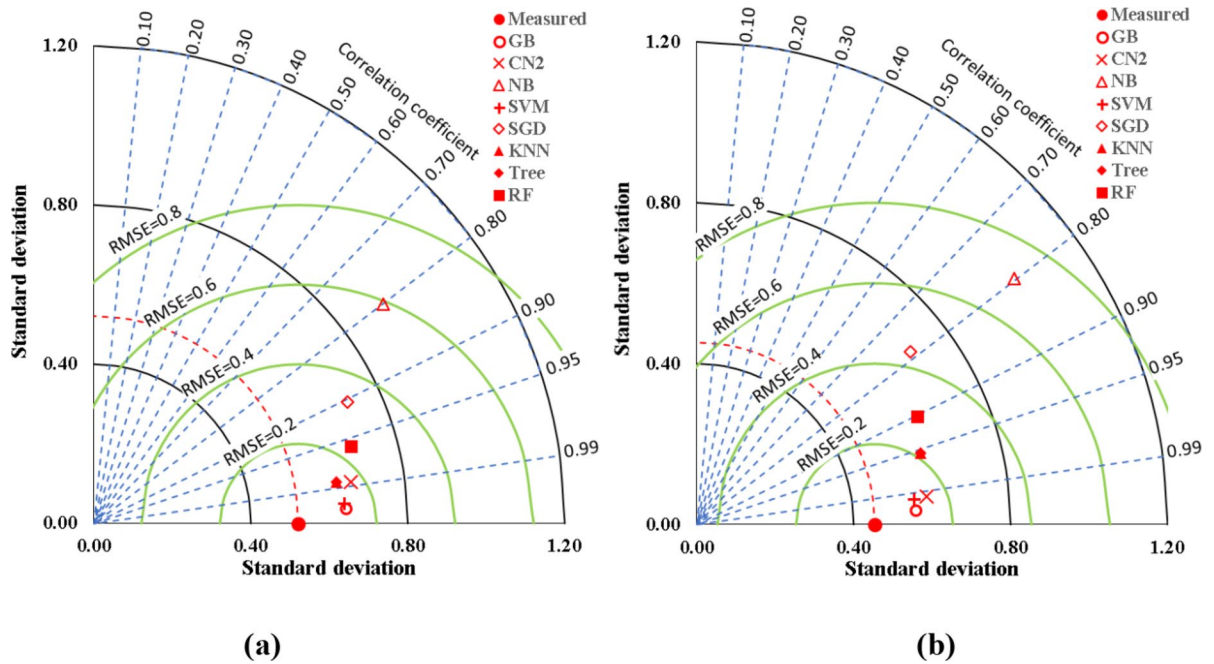 Measured
GB
CN2
NB
SVM
SGD
KNN
Tree
RF
Correlation coefficient
0.10
0.20
0.30
0.40
0.50
0.60
0.70
0.80
0.90
0.95
0.99
RMSE=0.8
RMSE=0.6
RMSE=0.4
RMSE=0.2
Standard deviation
1.20
0.80
0.40
0.00
0.00
0.40
0.80
1.20
Standard deviation
(a)
Measured
GB
CN2
NB
SVM
SGD
KNN
Tree
RF
Correlation coefficient
0.10
0.20
0.30
0.40
0.50
0.60
0.70
0.80
0.90
0.95
0.99
RMSE=0.8
RMSE=0.6
RMSE=0.4
RMSE=0.2
Standard deviation
1.20
0.80
0.40
0.00
0.00
0.40
0.80
1.20
Standard deviation
(b)